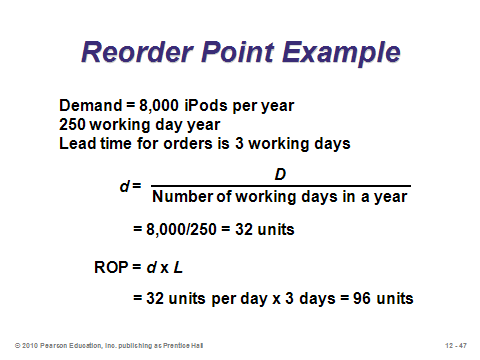 Reorder Point Example
Demand = 8,000 iPods per year
250 working day year
Lead time for orders is 3 working days
D
d =
Number of working days in a year
= 8,000/250 = 32 units
ROP = d x L
= 32 units per day x 3 days = 96 units
© 2010 Pearson Education, Inc. publishing as Prentice Hall
12 - 47